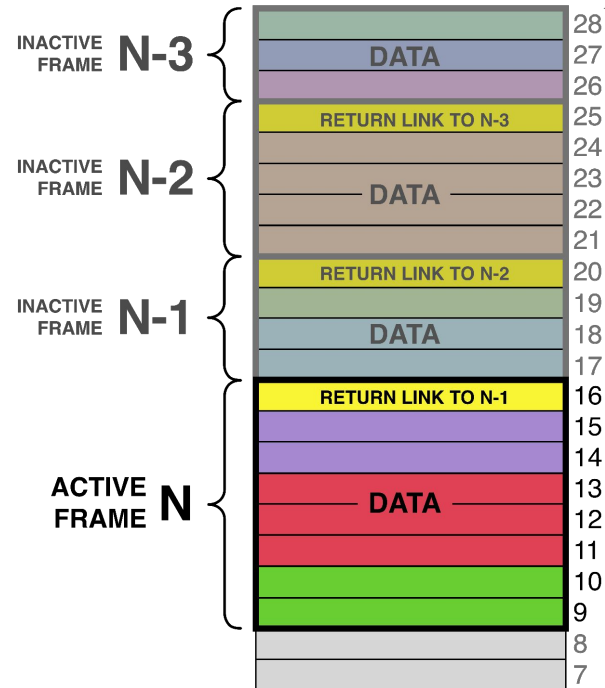 INACTIVE
FRAME N-3
DATA
28
27
26
INACTIVE
FRAME N-2
RETURN LINK TO N-3
DATA
25
24
23
22
21
INACTIVE
FRAME N-1
RETURN LINK TO N-2
DATA
20
19
18
17
ACTIVE
FRAME N
RETURN LINK TO N-1
DATA
16
15
14
13
12
11
10
9
8
7